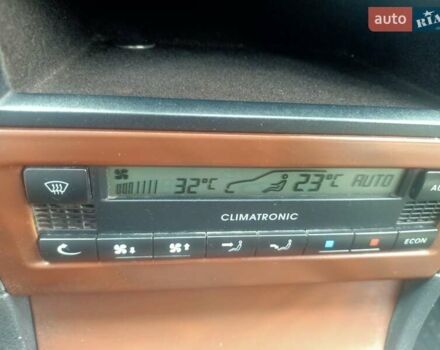 auto RIA
32°C 23°C AUTO
CLIMATRONIC
ECON